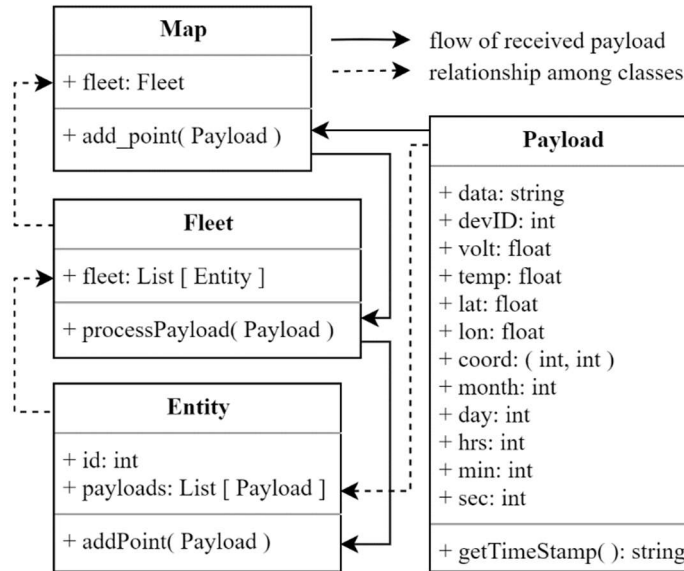 Map
+ fleet: Fleet
+ add_point( Payload )
flow of received payload
relationship among classes
Fleet
+ fleet: List [ Entity ]
+ processPayload( Payload )
Entity
+ id: int
+ payloads: List [ Payload ]
+ addPoint( Payload )
Payload
+ data: string
+ devID: int
+ volt: float
+ temp: float
+ lat: float
+ lon: float
+ coord: ( int, int )
+ month: int
+ day: int
+ hrs: int
+ min: int
+ sec: int
+ getTimeStamp( ): string